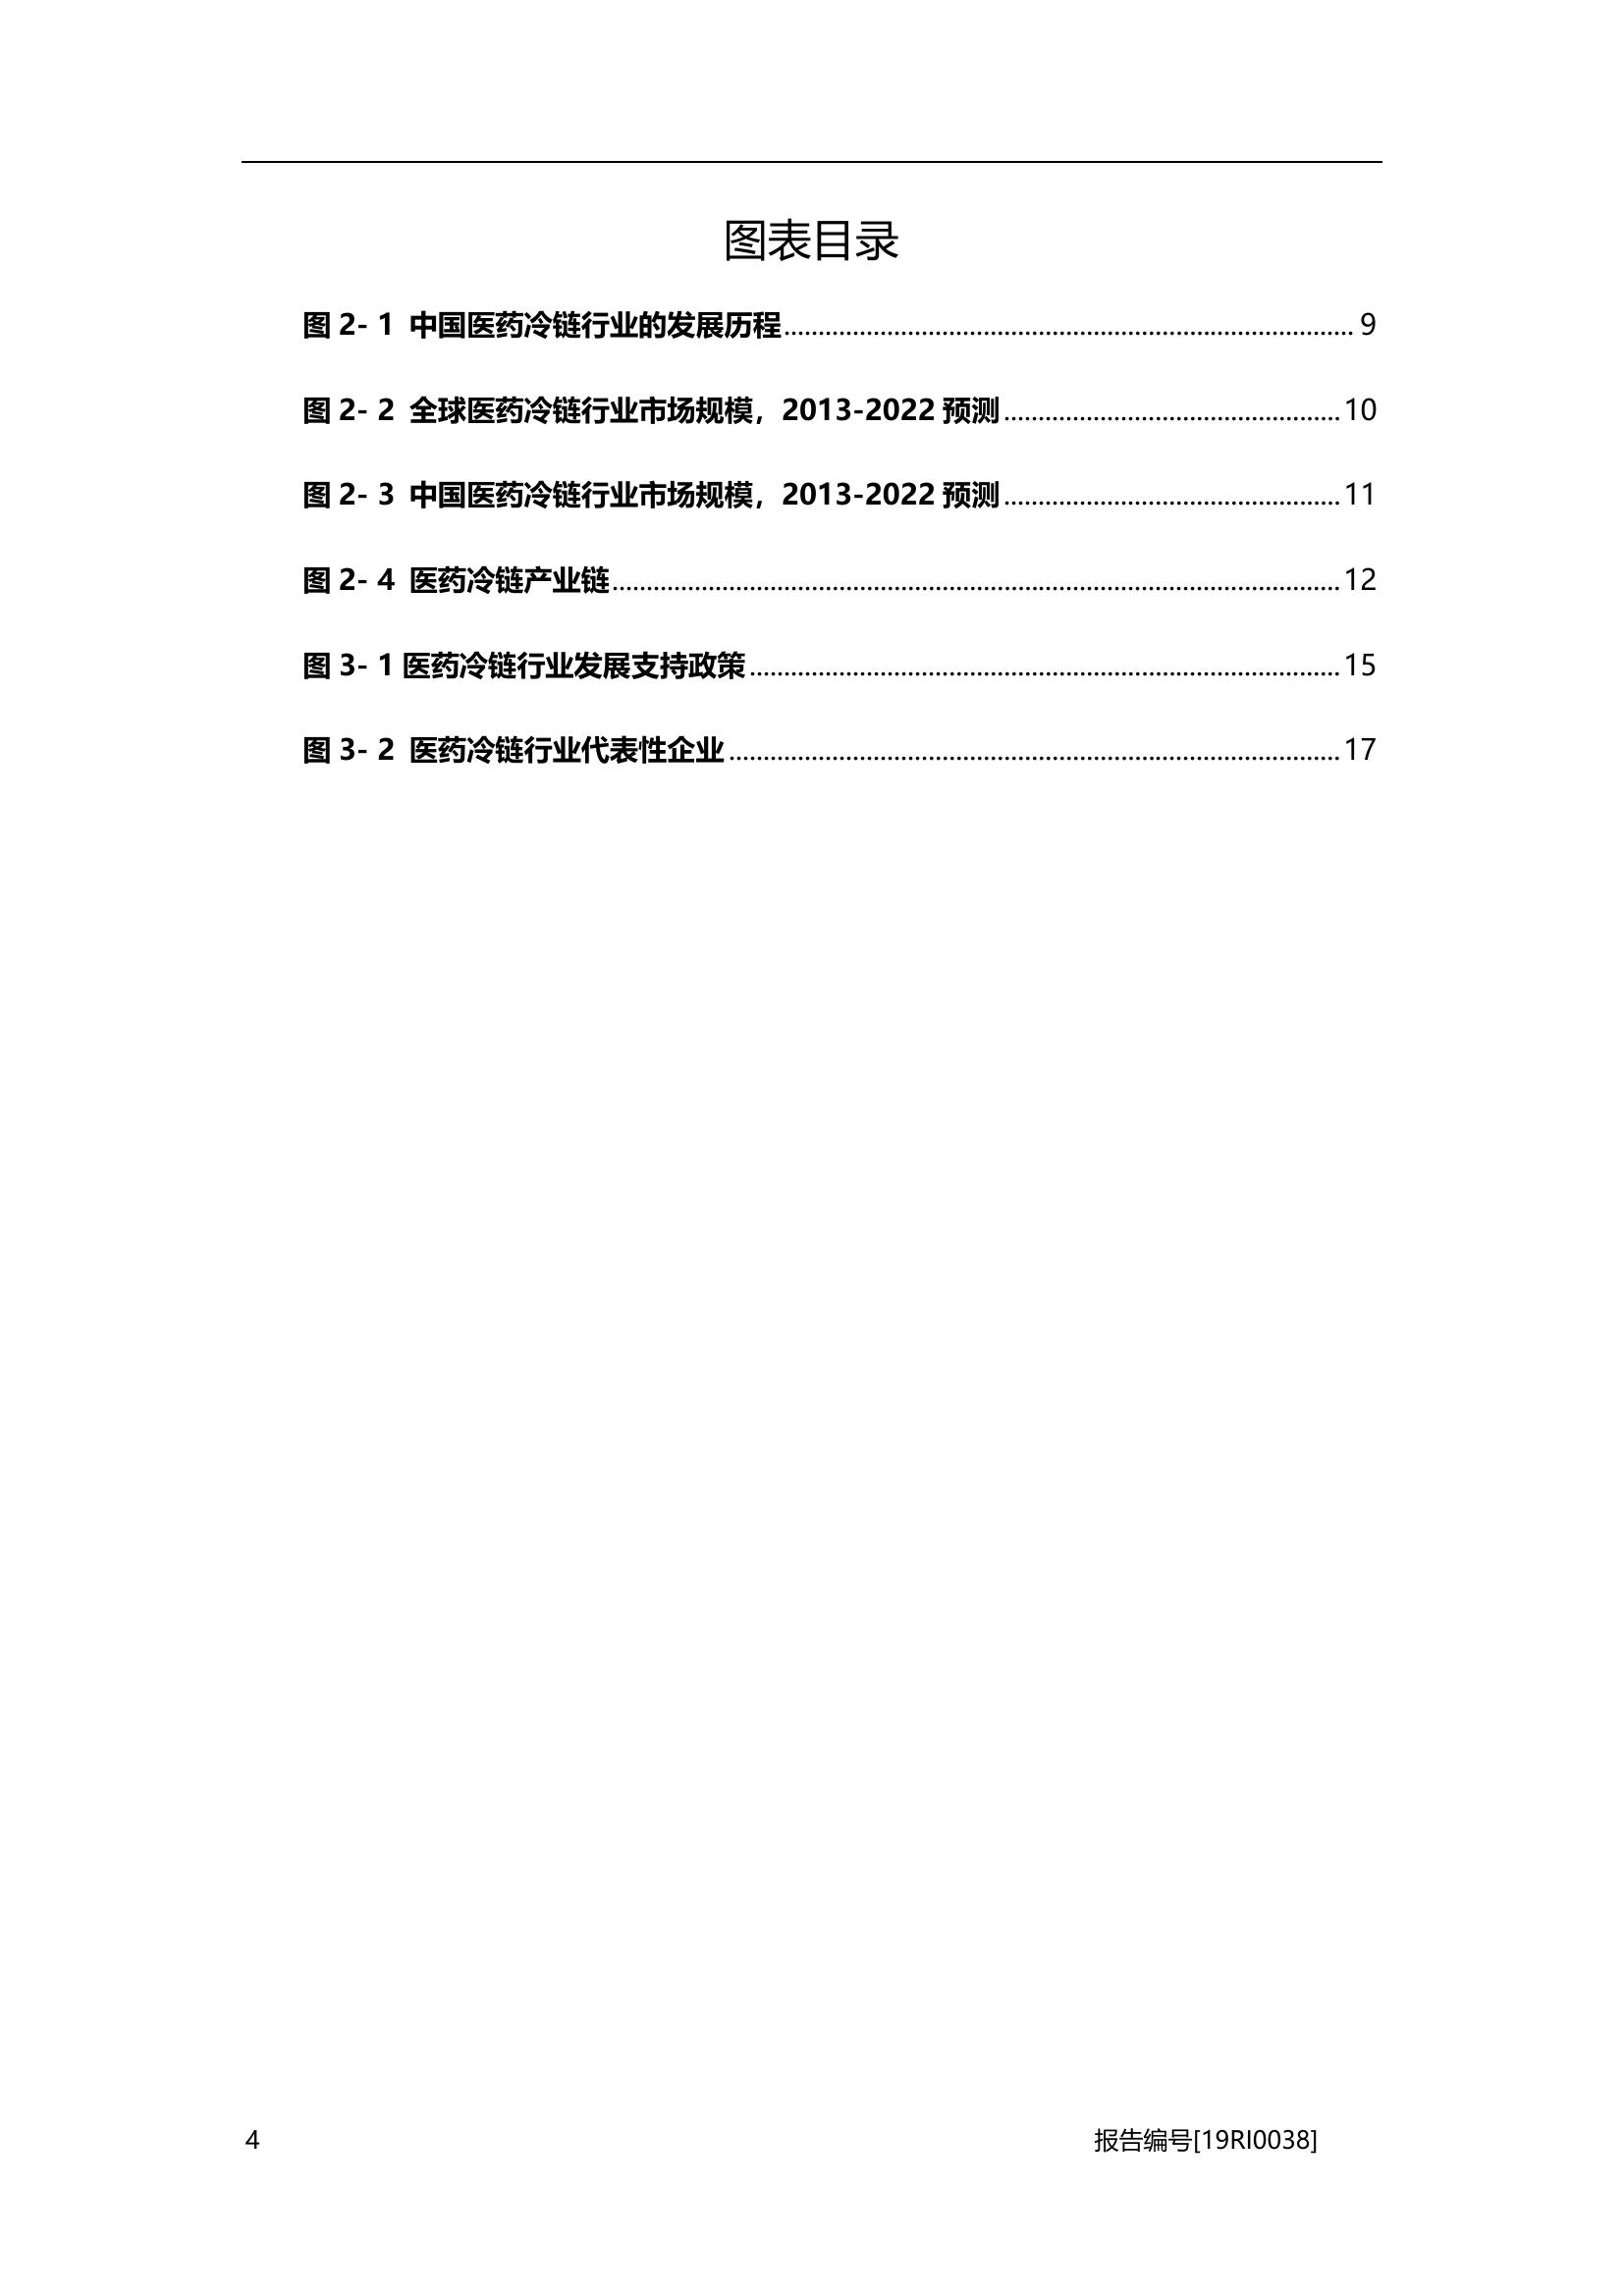 图表目录
图 2- 1 中国医药冷链行业的发展历程........................................ 9
图 2- 2 全球医药冷链行业市场规模，2013-2022 预测........................................ 10
图 2- 3 中国医药冷链行业市场规模，2013-2022 预测........................................ 11
图 2- 4 医药冷链产业链........................................ 12
图 3- 1 医药冷链行业发展支持政策........................................ 15
图 3- 2 医药冷链行业代表性企业........................................ 17
4 报告编号[19RI0038]